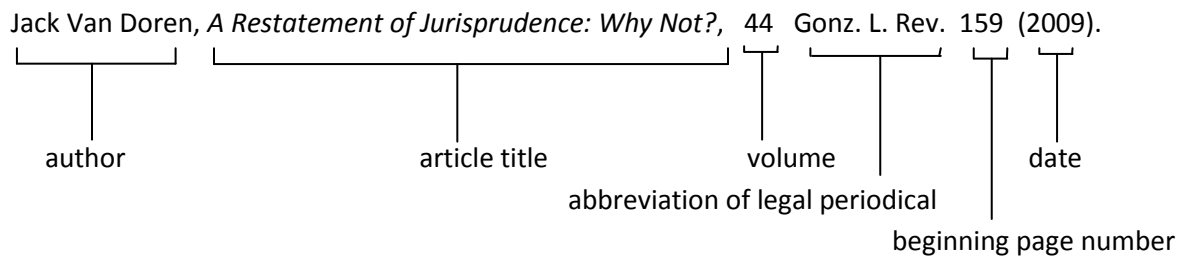 Jack Van Doren, A Restatement of Jurisprudence: Why Not?, 44 Gonz. L. Rev. 159 (2009).
author article title volume date
abbreviation of legal periodical
beginning page number